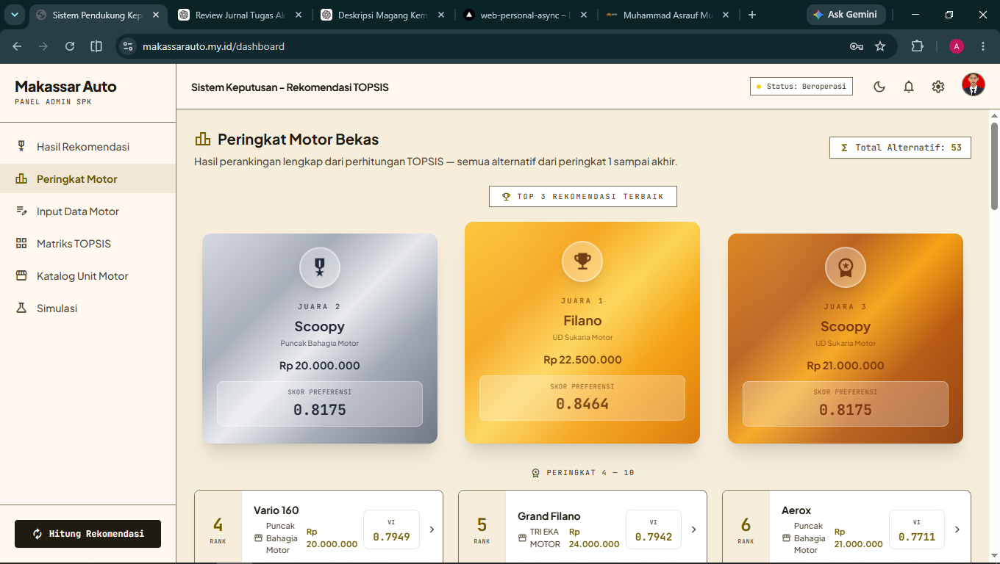 Sistem Pendukung Kep
Review Jurnal Tugas Ak
Deskripsi Magang Kem
web-personal-async – D
Muhammad Asrauf Mu
Ask Gemini
makassarauto.my.id/dashboard
A
Makassar Auto
PANEL ADMIN SPK
Sistem Keputusan – Rekomendasi TOPSIS
Status: Beroperasi
Hasil Rekomendasi
Peringkat Motor
Input Data Motor
Matriks TOPSIS
Katalog Unit Motor
Simulasi
Hitung Rekomendasi
Peringkat Motor Bekas
Hasil perankingan lengkap dari perhitungan TOPSIS — semua alternatif dari peringkat 1 sampai akhir.
Σ Total Alternatif: 53
TOP 3 REKOMENDASI TERBAIK
JUARA 2
Scoopy
Puncak Bahagia Motor
Rp 20.000.000
SKOR PREFERENSI
0.8175
JUARA 1
Filano
UD Sukaria Motor
Rp 22.500.000
SKOR PREFERENSI
0.8464
JUARA 3
Scoopy
UD Sukaria Motor
Rp 21.000.000
SKOR PREFERENSI
0.8175
PERINGKAT 4 — 10
4
RANK
Vario 160
Puncak
Bahagia
Motor
Rp
20.000.000
VI
0.7949
5
RANK
Grand Filano
TRI EKA
MOTOR
Rp
24.000.000
VI
0.7942
6
RANK
Aerox
Puncak
Bahagia
Motor
Rp
21.000.000
VI
0.7711